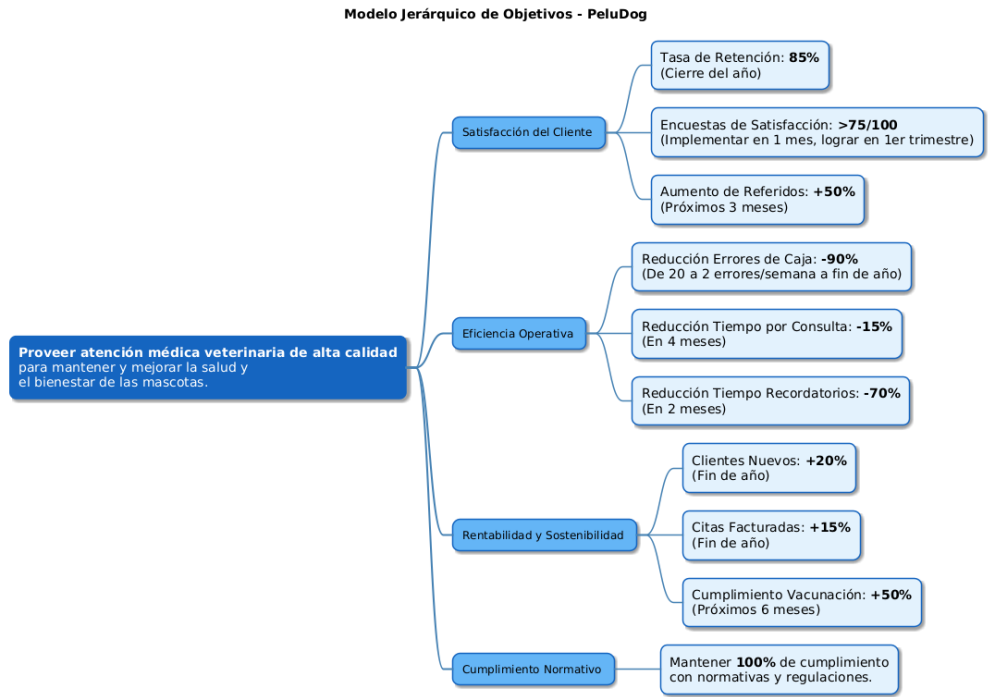 Modelo Jerárquico de Objetivos - PeluDog
Proveer atención médica veterinaria de alta calidad
para mantener y mejorar la salud y
el bienestar de las mascotas.
Satisfacción del Cliente
Tasa de Retención: 85%
(Cierre del año)
Encuestas de Satisfacción: >75/100
(Implementar en 1 mes, lograr en 1er trimestre)
Aumento de Referidos: +50%
(Próximos 3 meses)
Eficiencia Operativa
Reducción Errores de Caja: -90%
(De 20 a 2 errores/semana a fin de año)
Reducción Tiempo por Consulta: -15%
(En 4 meses)
Reducción Tiempo Recordatorios: -70%
(En 2 meses)
Rentabilidad y Sostenibilidad
Clientes Nuevos: +20%
(Fin de año)
Citas Facturadas: +15%
(Fin de año)
Cumplimiento Vacunación: +50%
(Próximos 6 meses)
Cumplimiento Normativo
Mantener 100% de cumplimiento
con normativas y regulaciones.